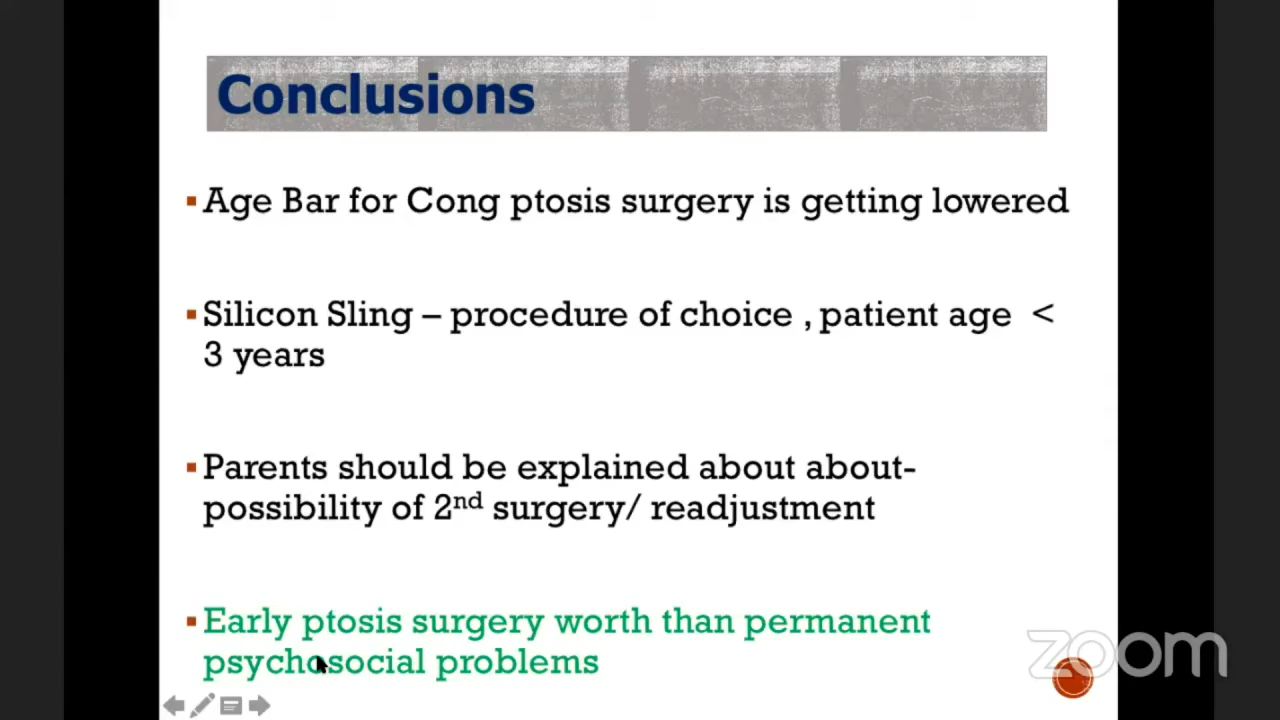 Conclusions
▪Age Bar for Cong ptosis surgery is getting lowered
▪Silicon Sling – procedure of choice , patient age <
3 years
▪Parents should be explained about about-
possibility of 2nd surgery/ readjustment
▪Early ptosis surgery worth than permanent
psychosocial problems
zoom